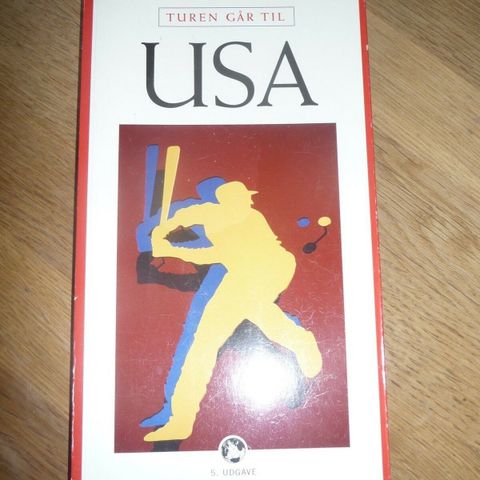 TUREN GÅR TIL
USA
5. UDGAVE